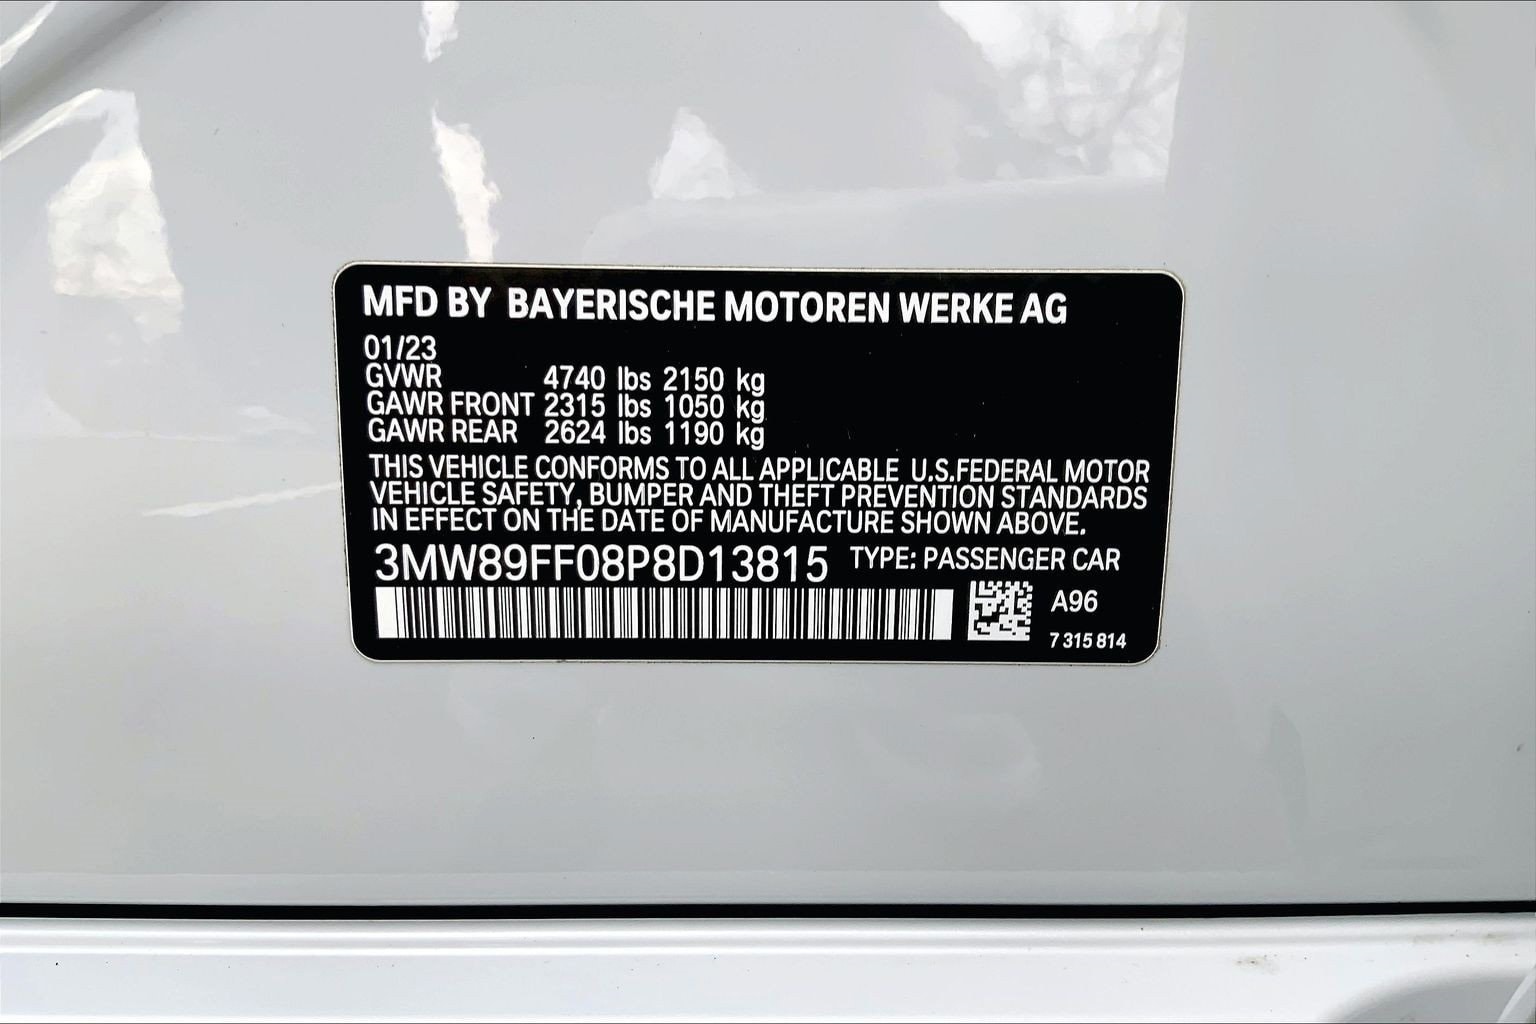 MFD BY BAYERISCHE MOTOREN WERKE AG
01/23
GVWR 4740 lbs 2150 kg
GAWR FRONT 2315 lbs 1050 kg
GAWR REAR 2624 lbs 1190 kg
THIS VEHICLE CONFORMS TO ALL APPLICABLE U.S.FEDERAL MOTOR
VEHICLE SAFETY, BUMPER AND THEFT PREVENTION STANDARDS
IN EFFECT ON THE DATE OF MANUFACTURE SHOWN ABOVE.
3MW89FF08P8D13815 TYPE: PASSENGER CAR
A96
7 315 814